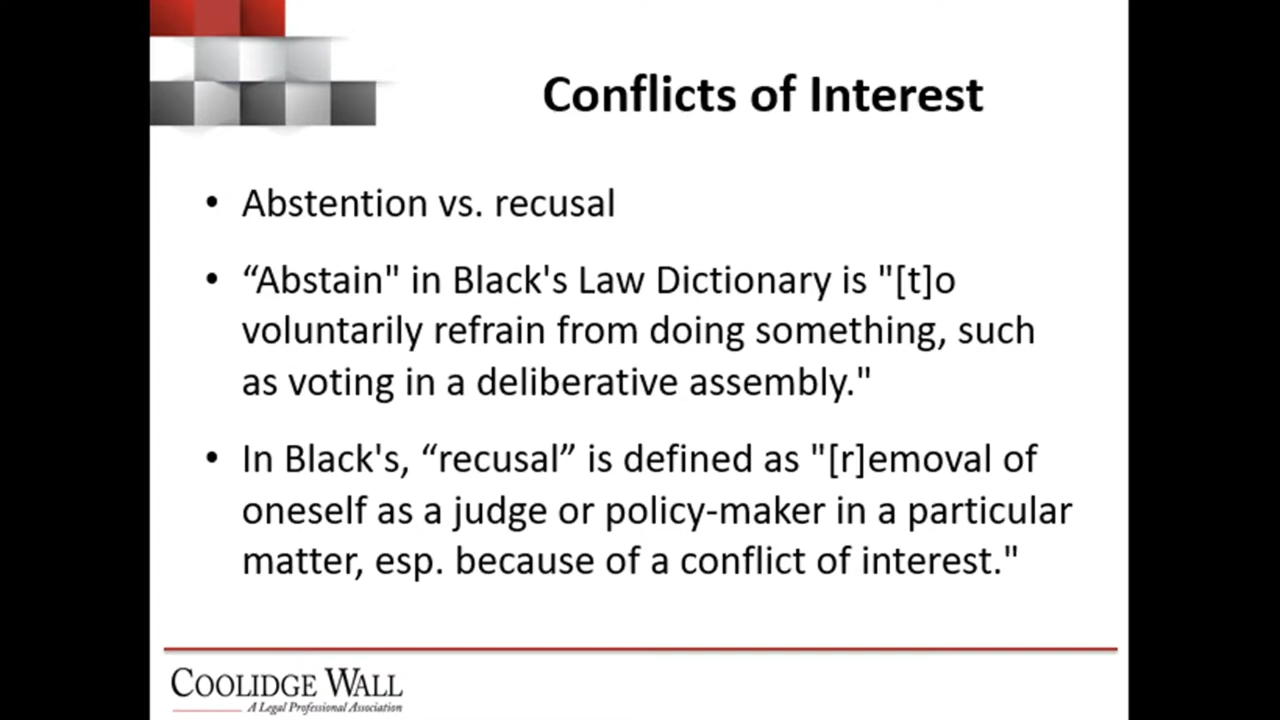 Conflicts of Interest
• Abstention vs. recusal
• “Abstain" in Black's Law Dictionary is "[t]o
voluntarily refrain from doing something, such
as voting in a deliberative assembly."
• In Black's, “recusal” is defined as "[r]emoval of
oneself as a judge or policy-maker in a particular
matter, esp. because of a conflict of interest."
COOLIDGE WALL
A Legal Professional Association